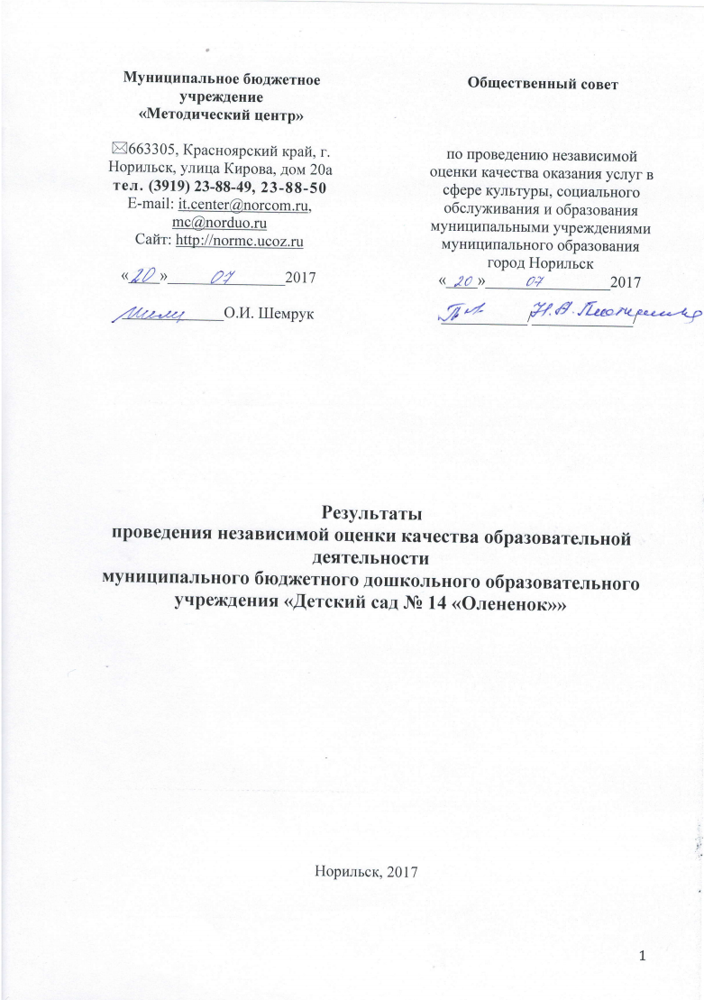 Муниципальное бюджетное
учреждение
«Методический центр»
663305, Красноярский край, г.
Норильск, улица Кирова, дом 20а
тел. (3919) 23-88-49, 23-88-50
E-mail: it.center@norcom.ru,
mc@norduo.ru
Сайт: http://normc.ucoz.ru
«20» 07 2017
О.И. Шемрук
Общественный совет
по проведению независимой
оценки качества оказания услуг в
сфере культуры, социального
обслуживания и образования
муниципальными учреждениями
муниципального образования
город Норильск
«20» 07 2017
Н.А.
Результаты
проведения независимой оценки качества образовательной
деятельности
муниципального бюджетного дошкольного образовательного
учреждения «Детский сад № 14 «Олененок»»
Норильск, 2017
1